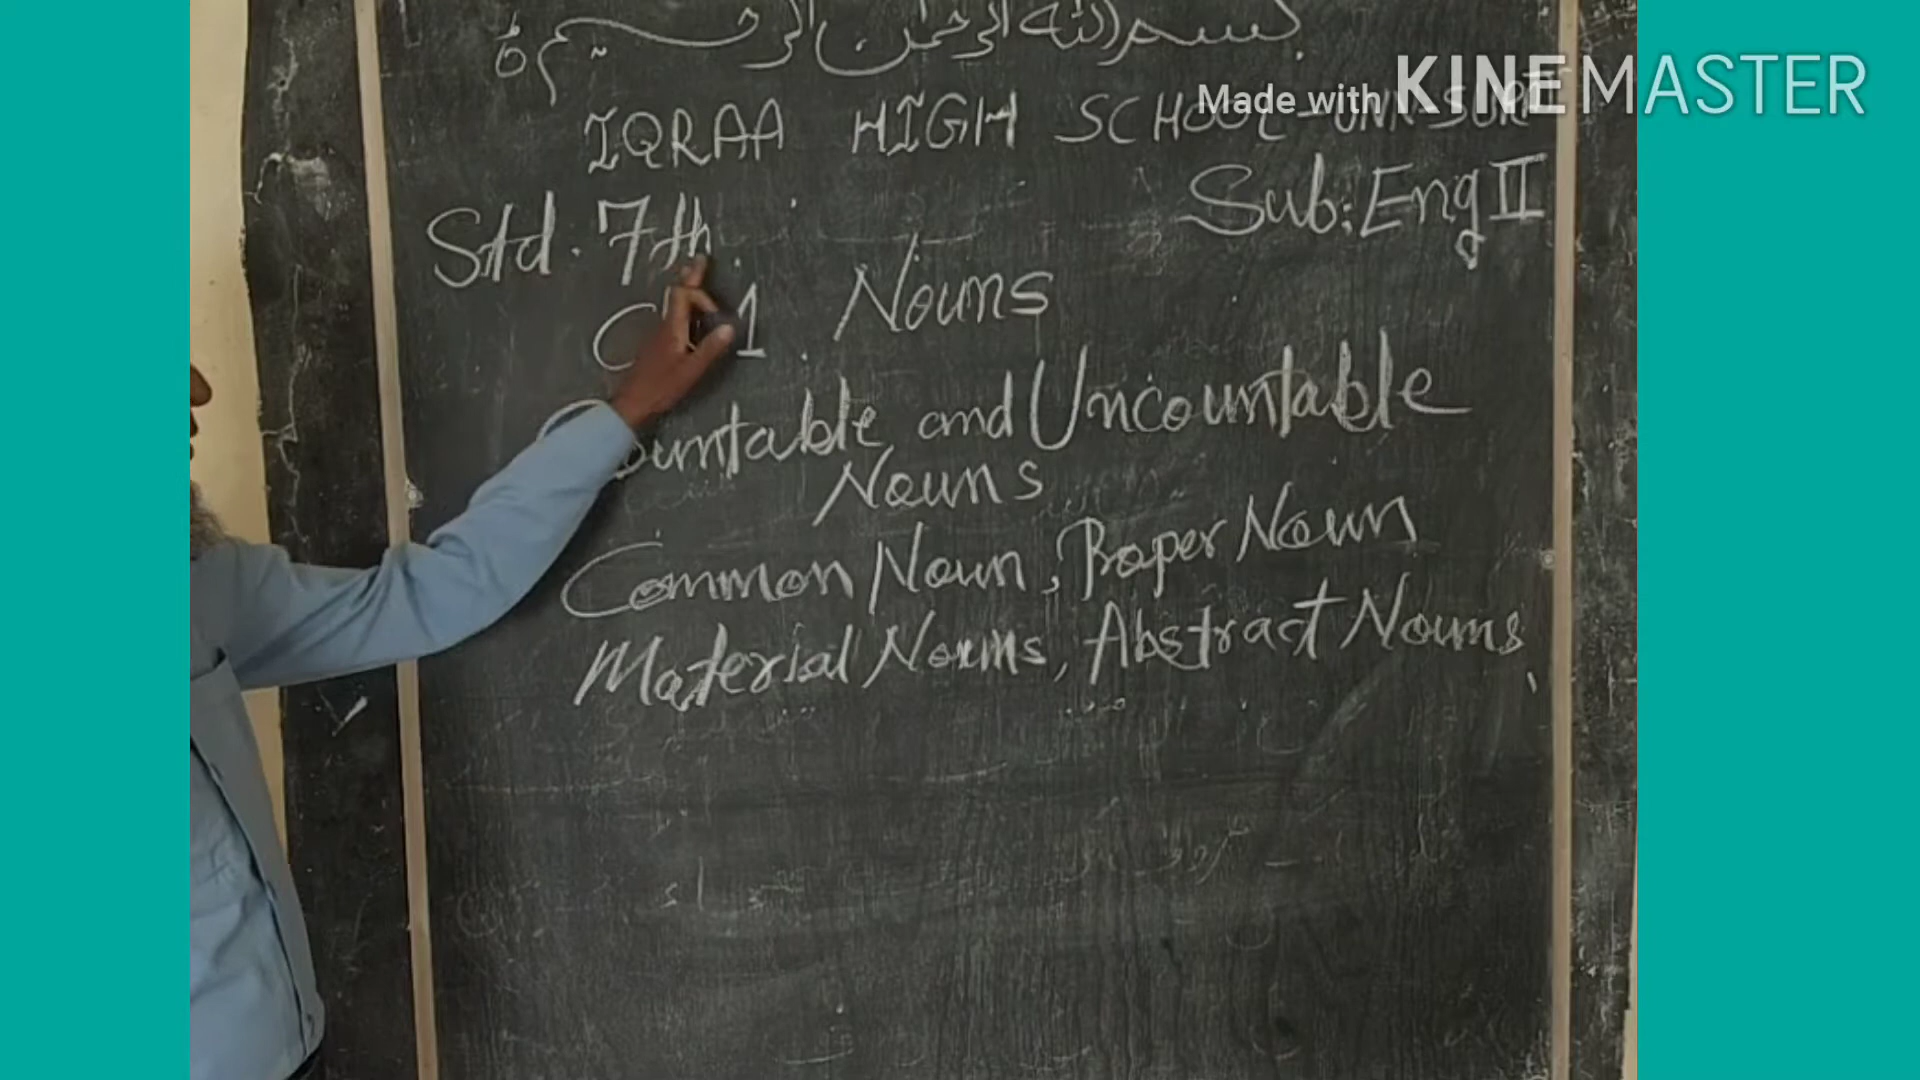 بسم الله الرحمن الرحيم
Made with KINEMASTER
IQRAA HIGH SCHOOL
Std. 7th.
Sub: Eng II
1. Nouns
Countable and Uncountable
Nouns
Common Noun, Proper Noun
Material Nouns, Abstract Nouns